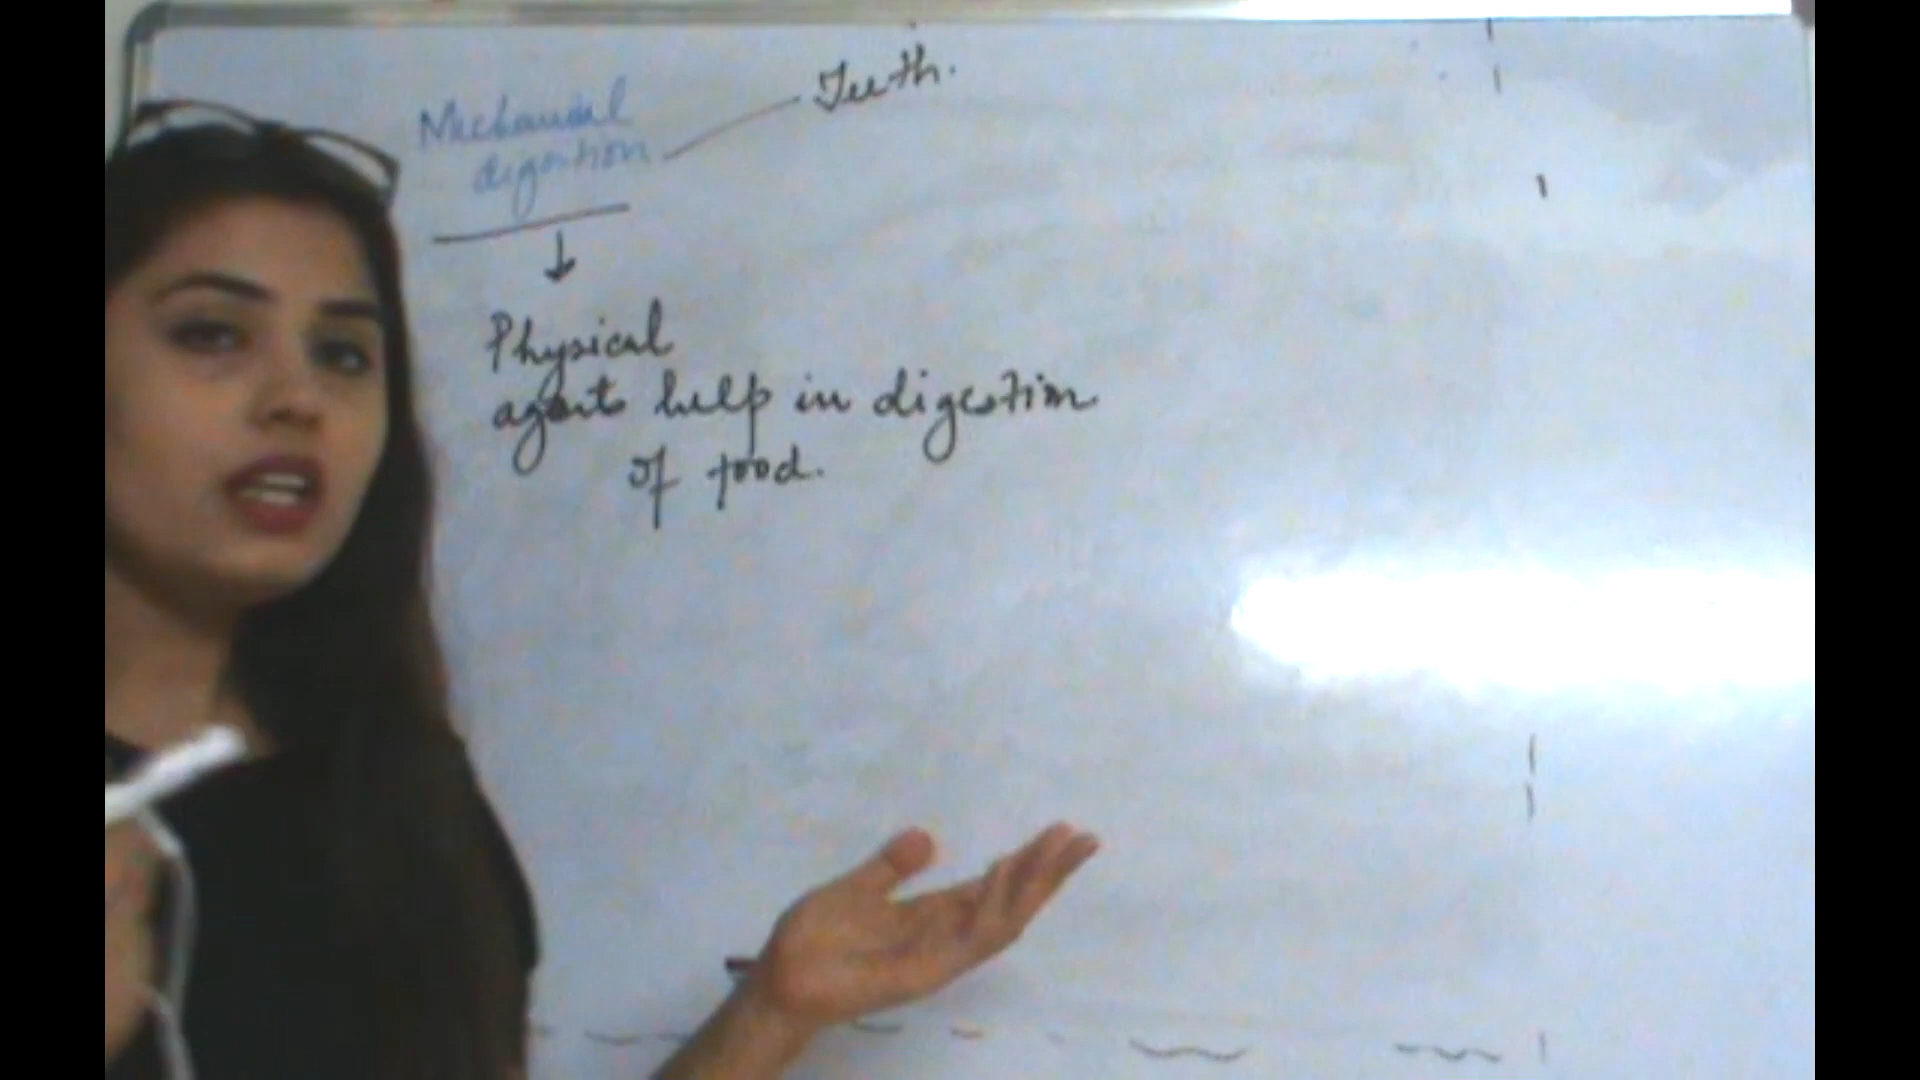 Mechanical
digestion
Teeth.
Physical
agents help in digestion
of food.